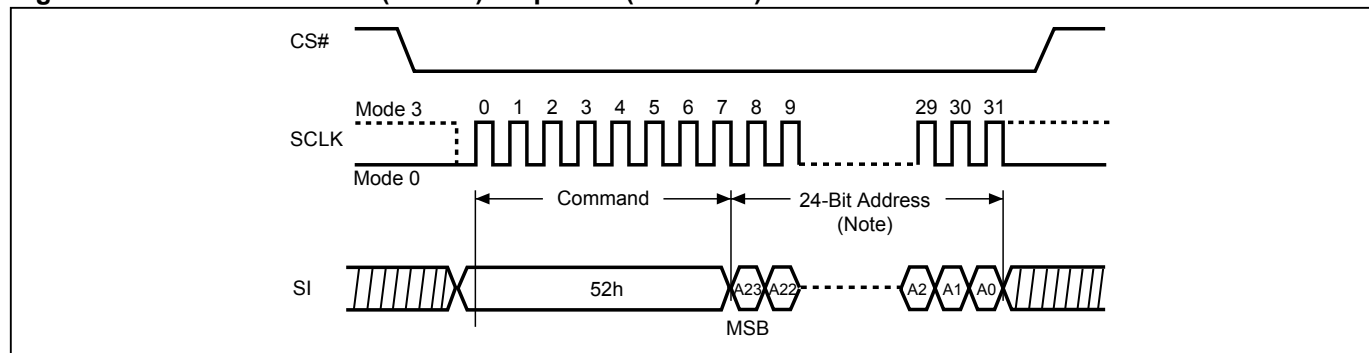 CS#
Mode 3
0 1 2 3 4 5 6 7 8 9 29 30 31
SCLK
Mode 0
Command
24-Bit Address
(Note)
SI
52h
A23 A22 A2 A1 A0
MSB